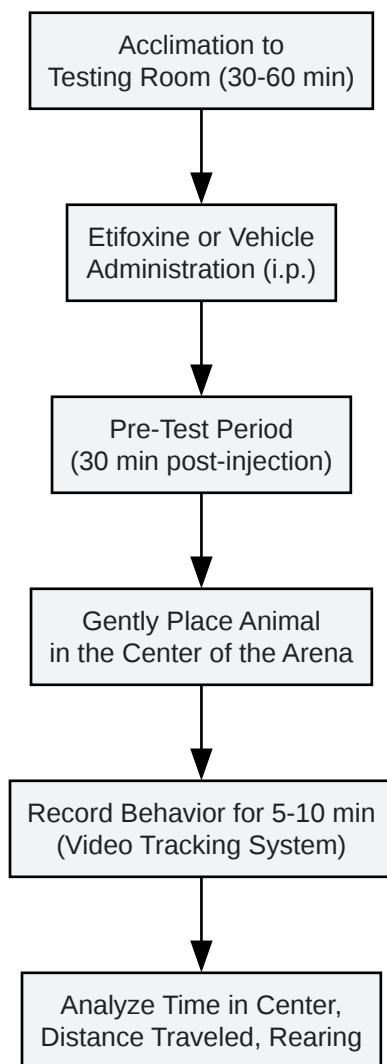 Acclimation to
Testing Room (30-60 min)
Etifoxine or Vehicle
Administration (i.p.)
Pre-Test Period
(30 min post-injection)
Gently Place Animal
in the Center of the Arena
Record Behavior for 5-10 min
(Video Tracking System)
Analyze Time in Center,
Distance Traveled, Rearing